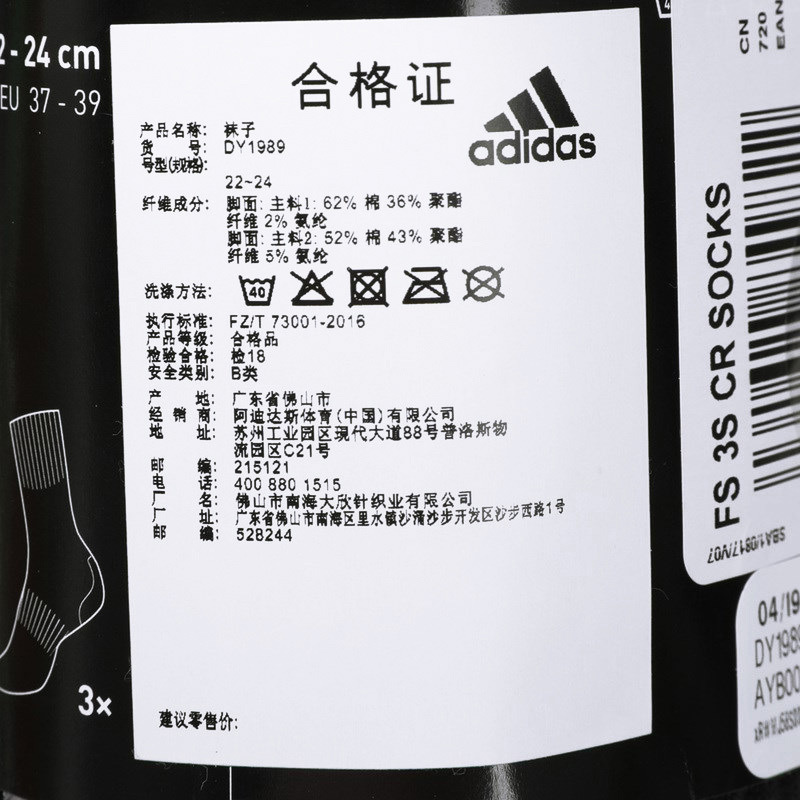 2-24 cm
EU 37 - 39
合格证
adidas
产品名称: 袜子
货 号: DY1989
号型(规格):
22~24
纤维成分: 脚面: 主料1: 62% 棉 36% 聚酯
纤维 2% 氨纶
脚面: 主料2: 52% 棉 43% 聚酯
纤维 5% 氨纶
洗涤方法: 40
执行标准: FZ/T 73001-2016
产品等级: 合格品
检验合格: 检18
安全类别: B类
产 地: 广东省佛山市
经 销 商: 阿迪达斯体育(中国)有限公司
地 址: 苏州工业园区现代大道88号普洛斯物
流园区C21号
邮 编: 215121
电 话: 400 880 1515
厂 名: 佛山市南海大欣针织业有限公司
厂 址: 广东省佛山市南海区里水镇沙涌沙步开发区沙步西路1号
邮 编: 528244
建议零售价:
3x
CN
720
EAN
FS 3S CR SOCKS
SBA1/0817/V07
04/19
DY1989
AYB00